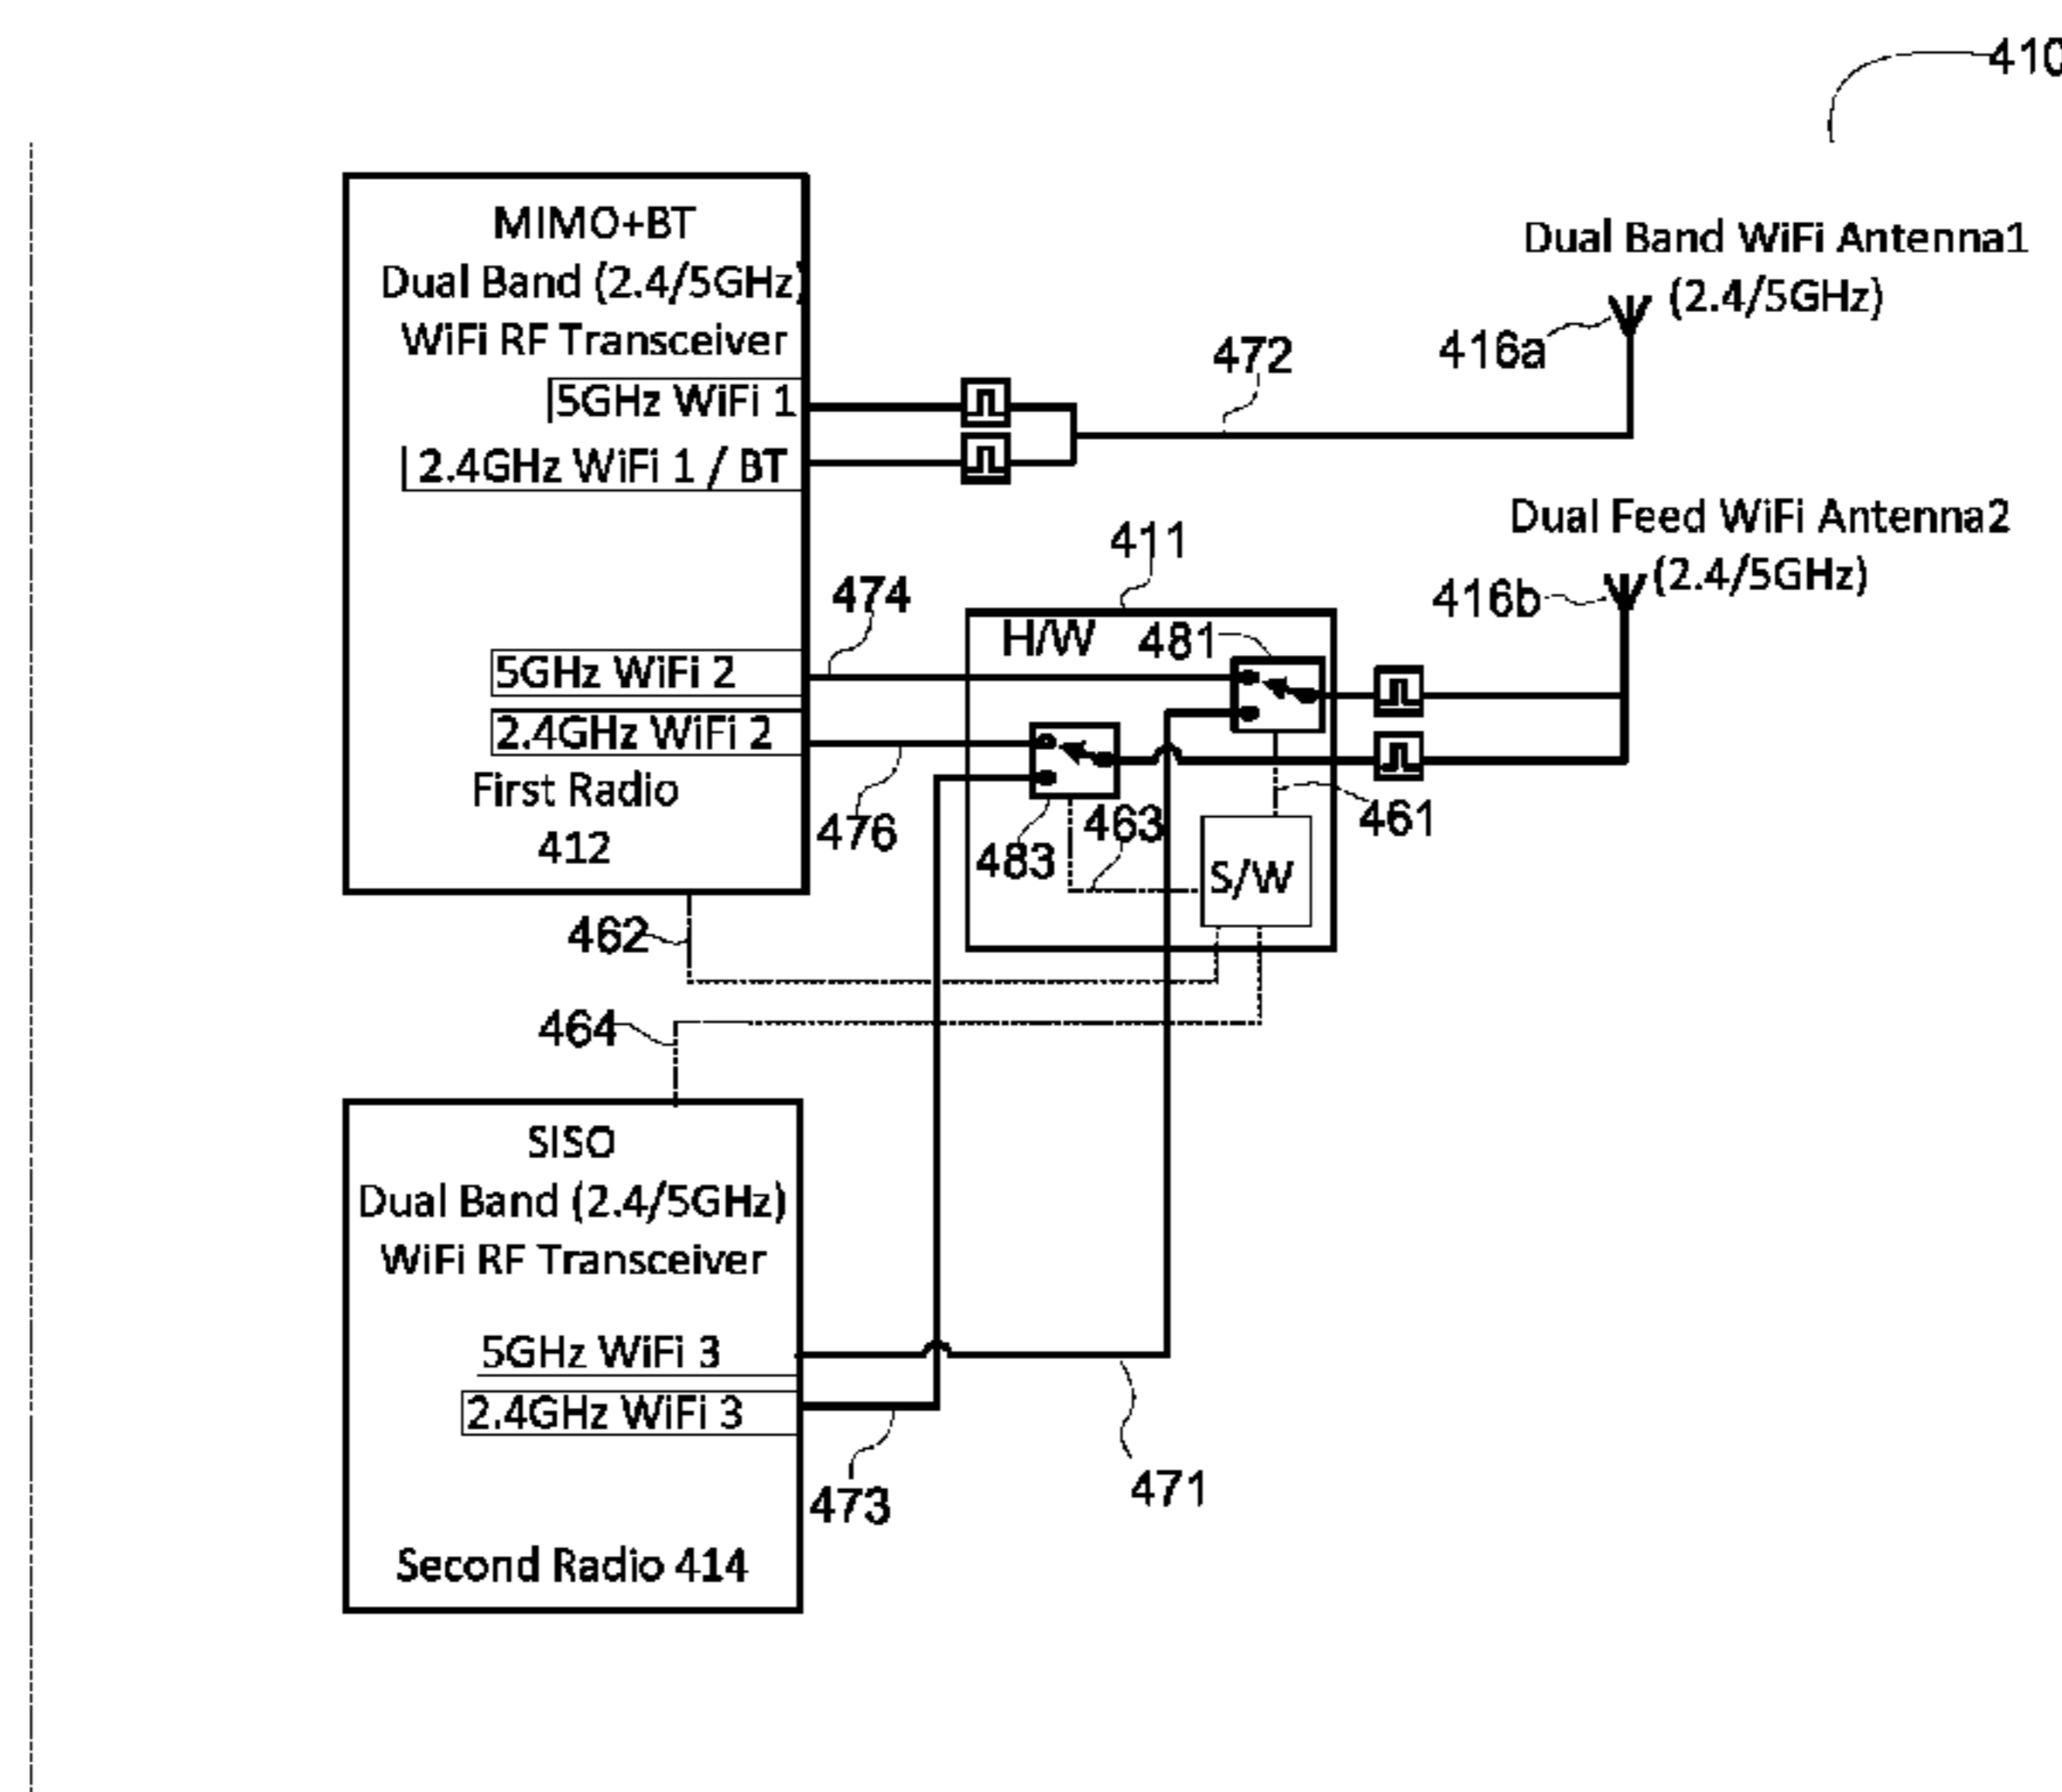 410
MIMO+BT
Dual Band (2.4/5GHz)
WiFi RF Transceiver
5GHz WiFi 1
2.4GHz WiFi 1 / BT
472
Dual Band WiFi Antenna1
(2.4/5GHz)
416a
Dual Feed WiFi Antenna2
(2.4/5GHz)
416b
411
474
H/W
481
5GHz WiFi 2
2.4GHz WiFi 2
First Radio
412
476
483
463
461
S/W
462
464
SISO
Dual Band (2.4/5GHz)
WiFi RF Transceiver
5GHz WiFi 3
2.4GHz WiFi 3
473
471
Second Radio 414